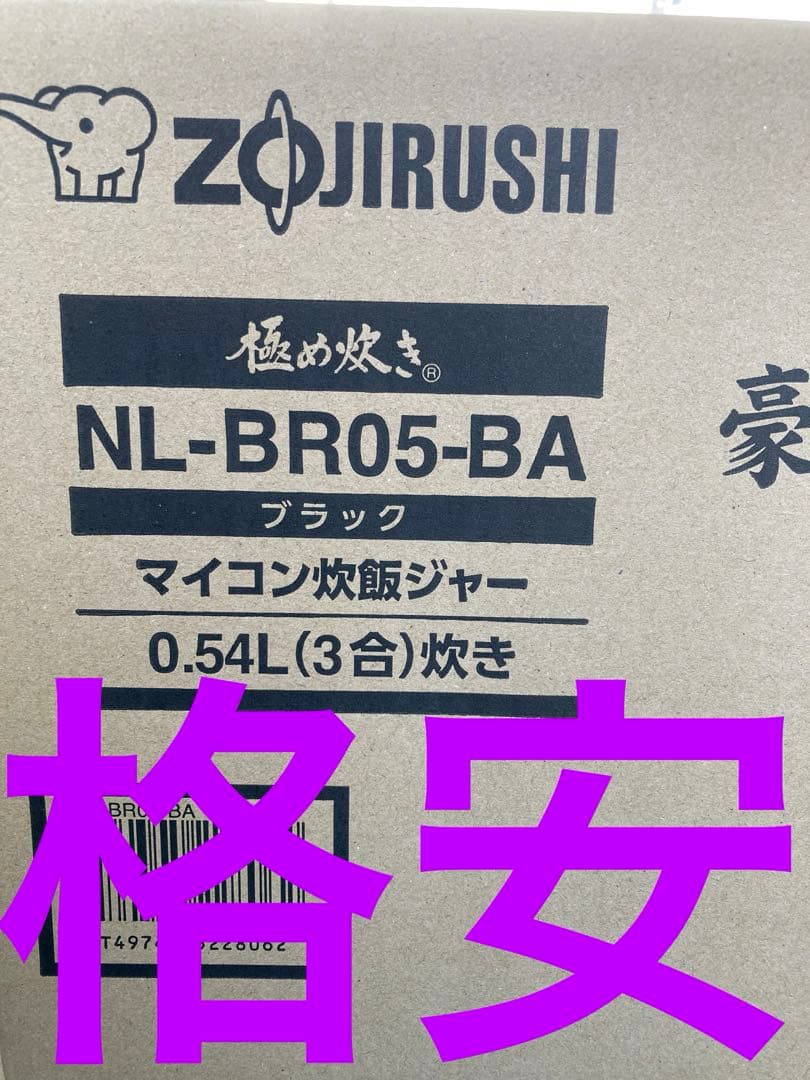 ZOJIRUSHI
極め炊き®
NL-BR05-BA
豪
ブラック
マイコン炊飯ジャー
0.54L(3合)炊き
格安